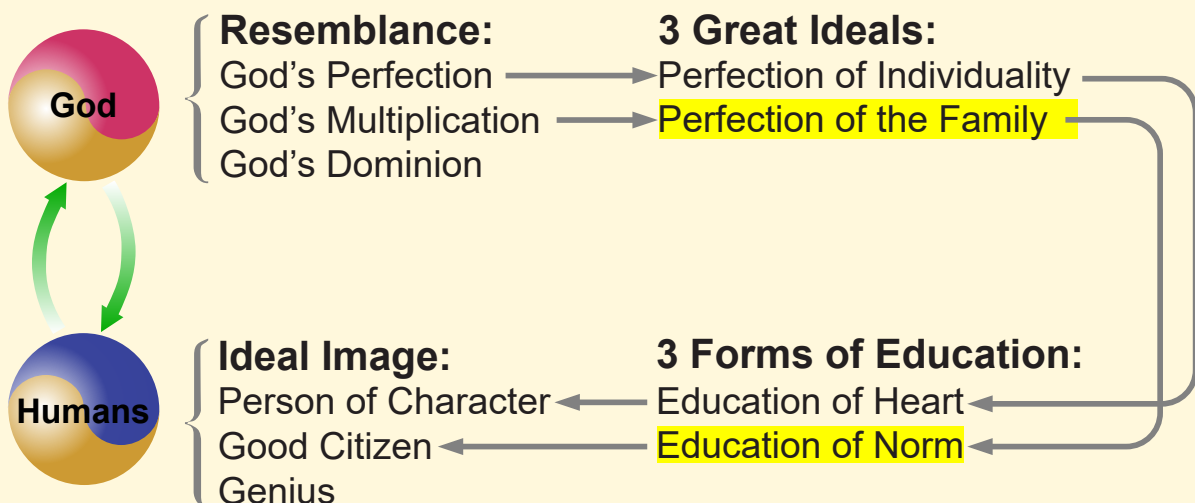 God
Resemblance:
God's Perfection
God's Multiplication
God's Dominion
3 Great Ideals:
Perfection of Individuality
Perfection of the Family
Humans
Ideal Image:
Person of Character
Good Citizen
Genius
3 Forms of Education:
Education of Heart
Education of Norm